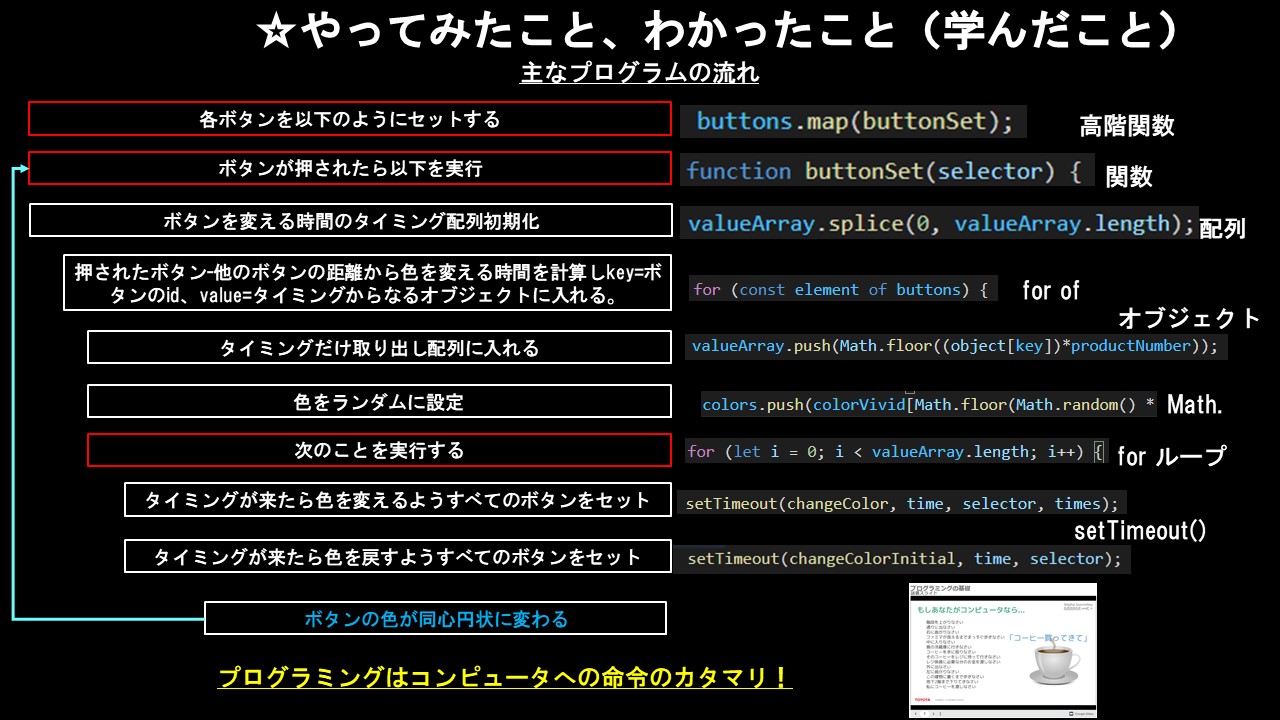 ☆やってみたこと、わかったこと（学んだこと）
主なプログラムの流れ
各ボタンを以下のようにセットする
buttons.map(buttonSet);
高階関数
ボタンが押されたら以下を実行
function buttonSet(selector) {
関数
ボタンを変える時間のタイミング配列初期化
valueArray.splice(0, valueArray.length);
配列
押されたボタン-他のボタンの距離から色を変える時間を計算しkey=ボ
タンのid、value=タイミングからなるオブジェクトに入れる。
for (const element of buttons) {
for of
オブジェクト
タイミングだけ取り出し配列に入れる
valueArray.push(Math.floor((object[key])*productNumber));
色をランダムに設定
colors.push(colorVivid[Math.floor(Math.random() *
Math.
次のことを実行する
for (let i = 0; i < valueArray.length; i++) {
for ループ
タイミングが来たら色を変えるようすべてのボタンをセット
setTimeout(changeColor, time, selector, times);
setTimeout()
タイミングが来たら色を戻すようすべてのボタンをセット
setTimeout(changeColorInitial, time, selector);
ボタンの色が同心円状に変わる
プログラミングはコンピュータへの命令のカタマリ！
プログラミングの基礎
もしあなたがコンピュータなら...
「コーヒー買ってきて」